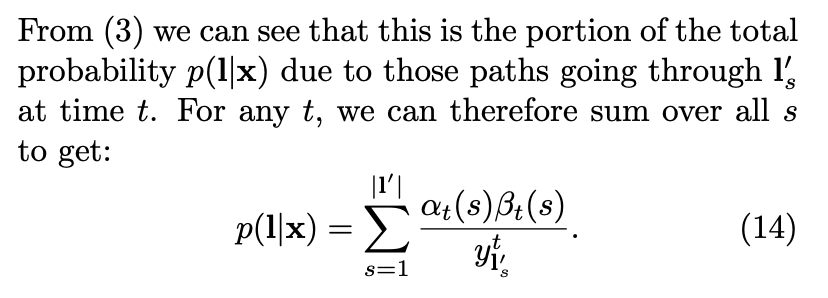 From (3) we can see that this is the portion of the total
probability p(𝐥|𝐱) due to those paths going through 𝐥′ₛ
at time t. For any t, we can therefore sum over all s
to get:
p(𝐥|𝐱) = ∑_{s=1}^{|𝐥′|} \frac{α_t(s)β_t(s)}{y^t_{𝐥′_s}}. (14)